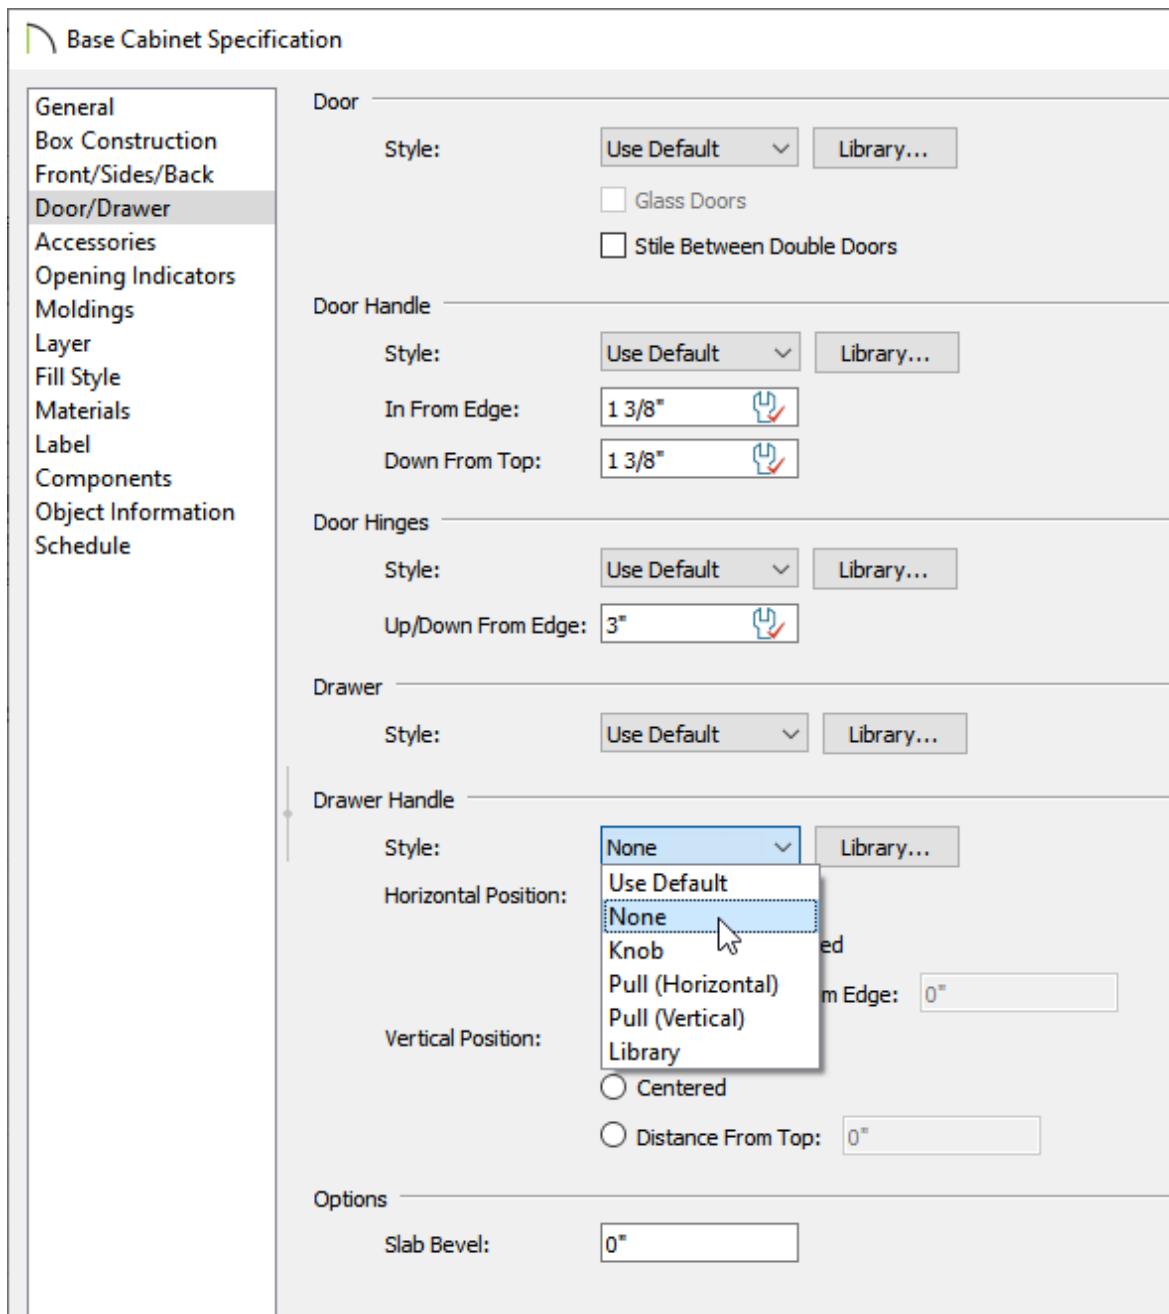 Base Cabinet Specification
General
Box Construction
Front/Sides/Back
Door/Drawer
Accessories
Opening Indicators
Moldings
Layer
Fill Style
Materials
Label
Components
Object Information
Schedule
Door
Style: Use Default Library...
Glass Doors
Stile Between Double Doors
Door Handle
Style: Use Default Library...
In From Edge: 1 3/8"
Down From Top: 1 3/8"
Door Hinges
Style: Use Default Library...
Up/Down From Edge: 3"
Drawer
Style: Use Default Library...
Drawer Handle
Style: None Library...
Use Default
Horizontal Position:
None
Knob ed
Pull (Horizontal) m Edge: 0"
Pull (Vertical)
Vertical Position:
Library
Centered
Distance From Top: 0"
Options
Slab Bevel: 0"